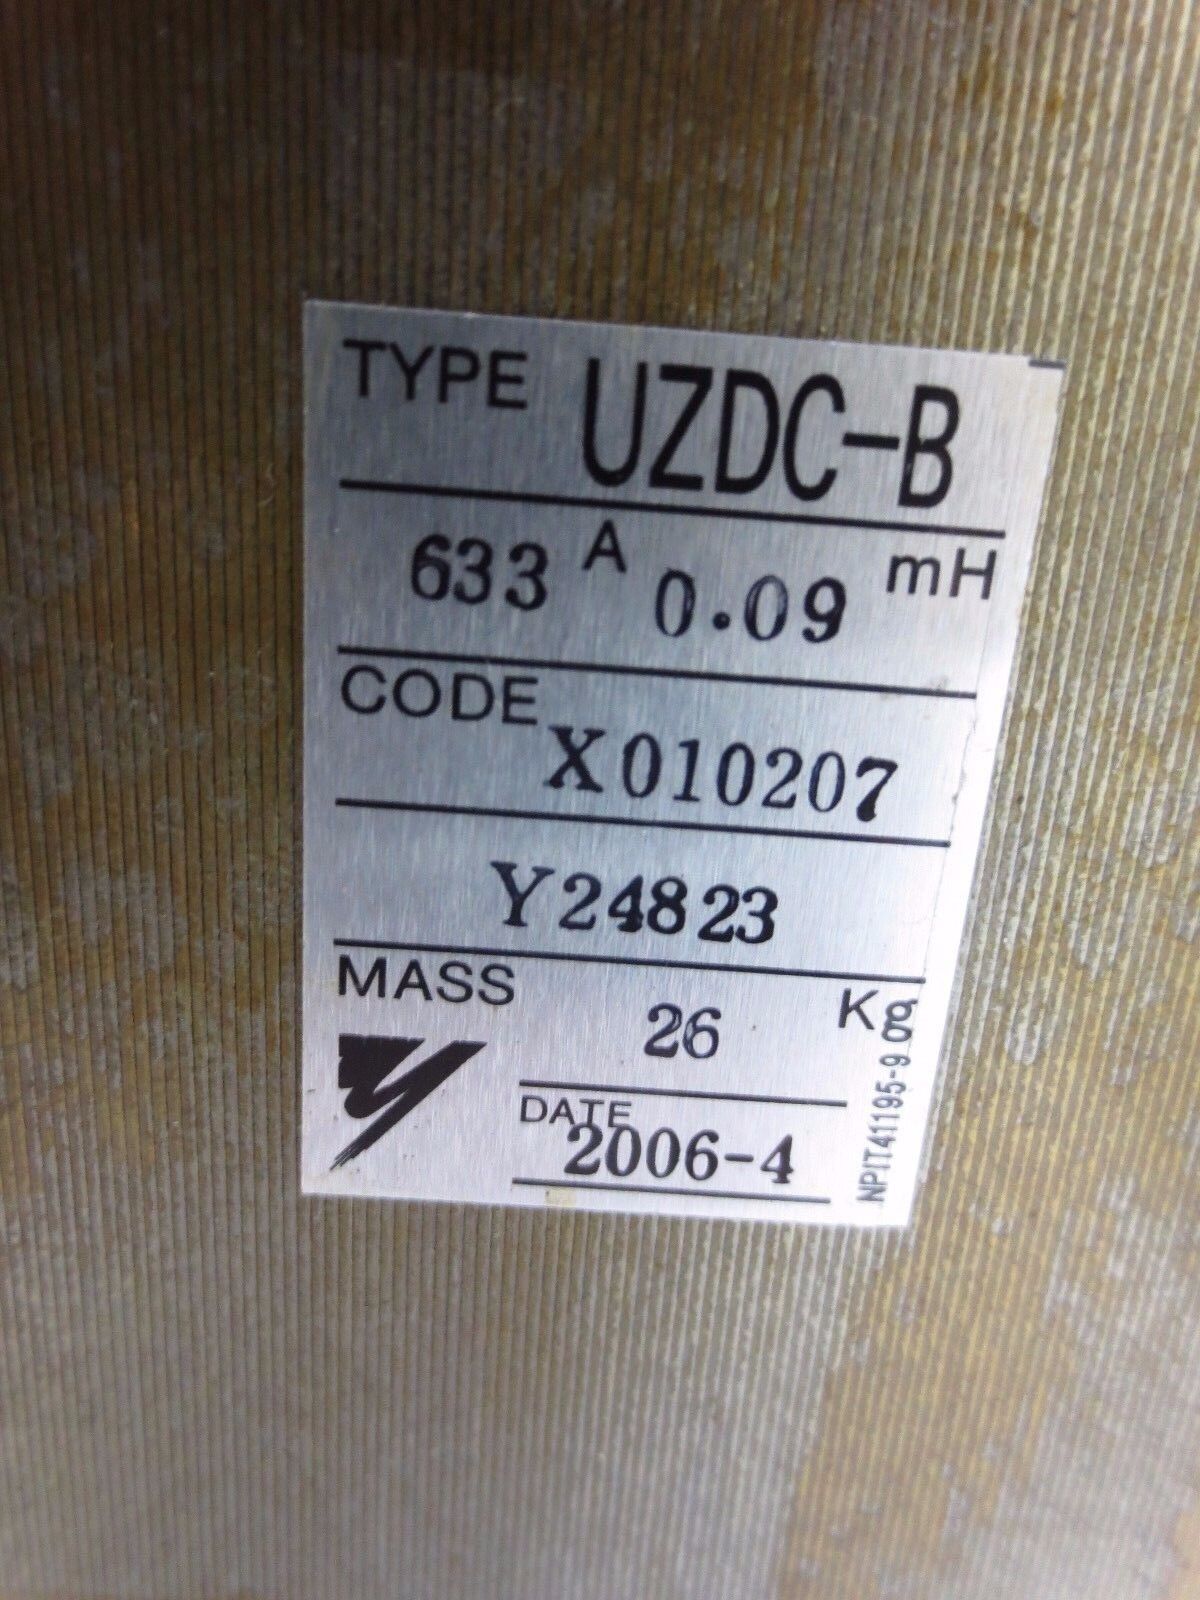 TYPE UZDC-B
633 A 0.09 mH
CODE X010207
Y24823
MASS 26 Kg
DATE 2006-4
NPIT41195-9